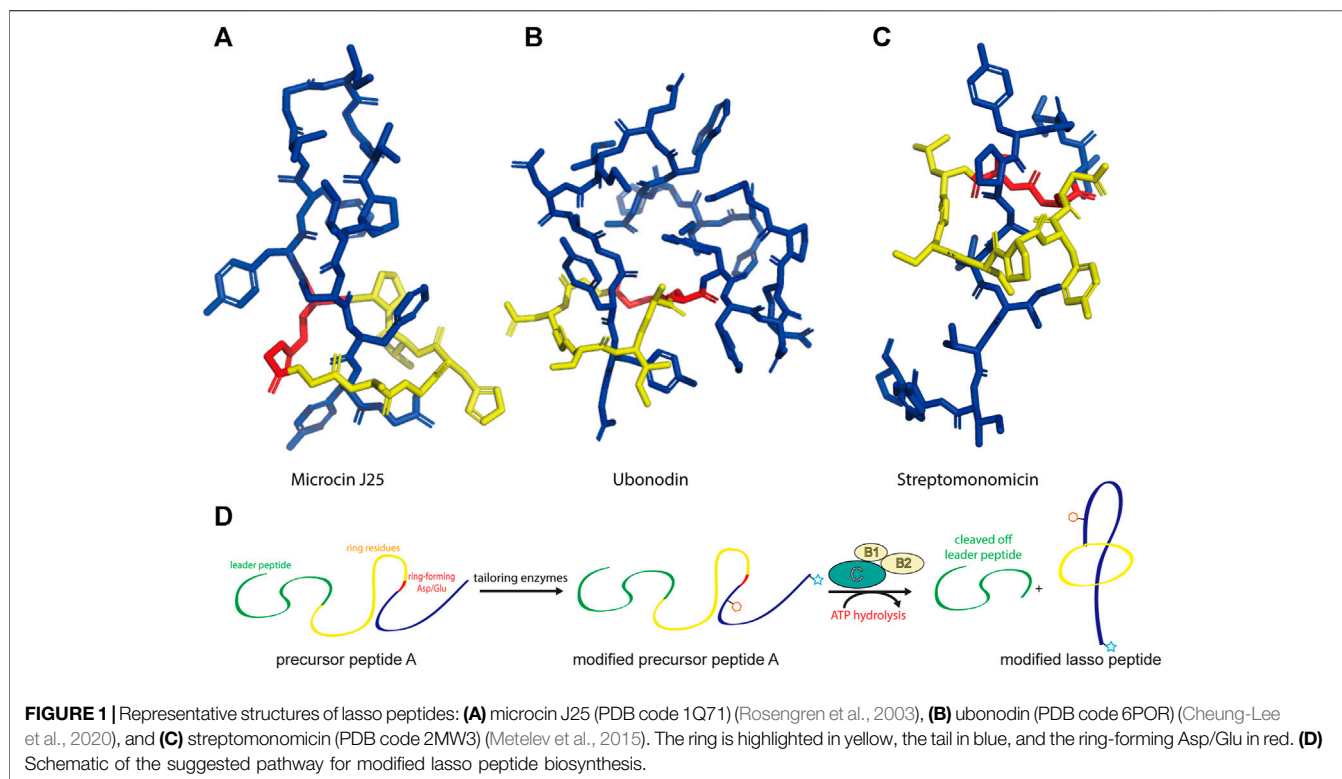 A
B
C
Microcin J25
Ubonodin
Streptomonomicin
D
leader peptide
ring residues
ring-forming
Asp/Glu
precursor peptide A
tailoring enzymes
modified precursor peptide A
B1
B2
C
ATP hydrolysis
cleaved off
leader peptide
+
modified lasso peptide
FIGURE 1 | Representative structures of lasso peptides: (A) microcin J25 (PDB code 1Q71) (Rosengren et al., 2003), (B) ubonodin (PDB code 6POR) (Cheung-Lee
et al., 2020), and (C) streptomonomicin (PDB code 2MW3) (Metelev et al., 2015). The ring is highlighted in yellow, the tail in blue, and the ring-forming Asp/Glu in red. (D)
Schematic of the suggested pathway for modified lasso peptide biosynthesis.